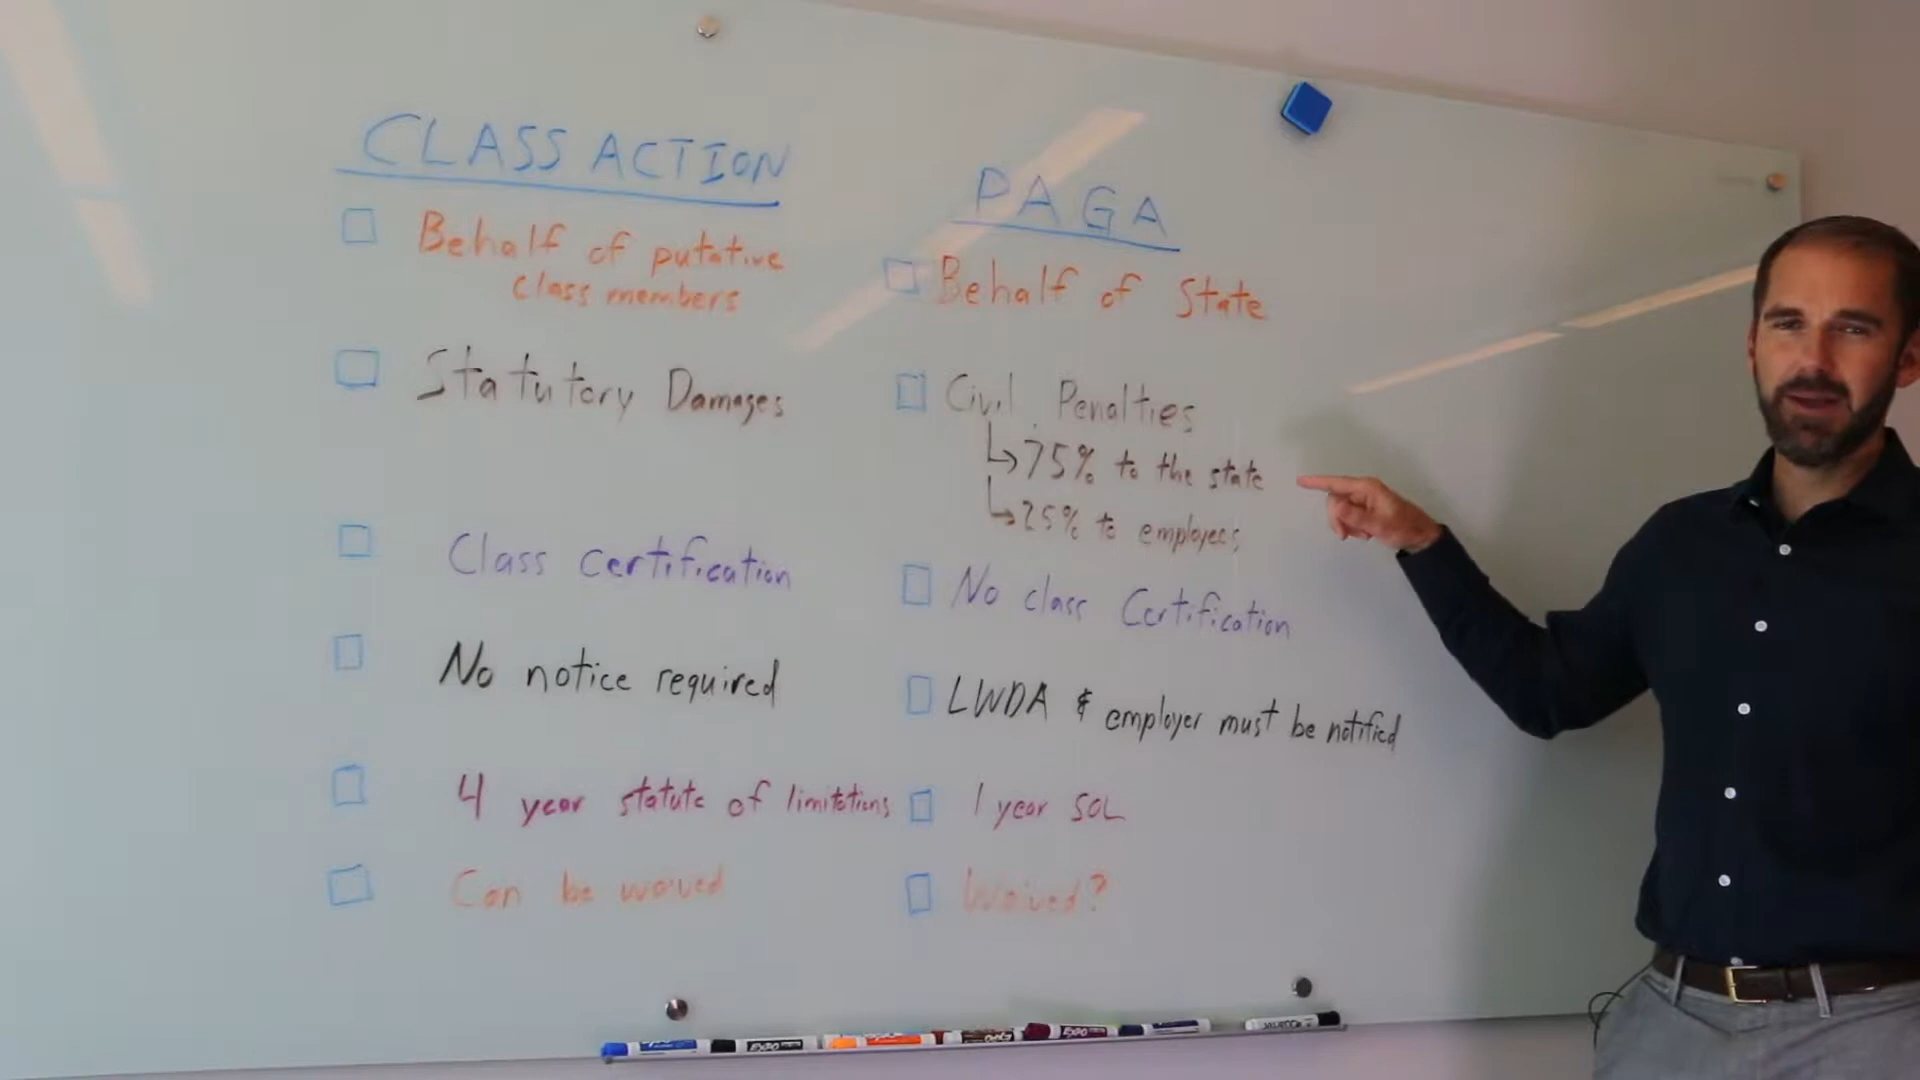 CLASS ACTION
Behalf of putative
class members
Statutory Damages
Class certification
No notice required
4 year statute of limitations
Can be waived
PAGA
Behalf of State
Civil Penalties
75% to the state
25% to employees
No class Certification
LWDA & employer must be notified
1 year SOL
Waived?
EXPO
EXPO